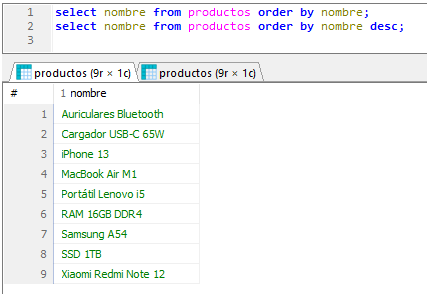 1 select nombre from productos order by nombre;
2 select nombre from productos order by nombre desc;
3
productos (9r × 1c) productos (9r × 1c)
# 1 nombre
1 Auriculares Bluetooth
2 Cargador USB-C 65W
3 iPhone 13
4 MacBook Air M1
5 Portátil Lenovo i5
6 RAM 16GB DDR4
7 Samsung A54
8 SSD 1TB
9 Xiaomi Redmi Note 12